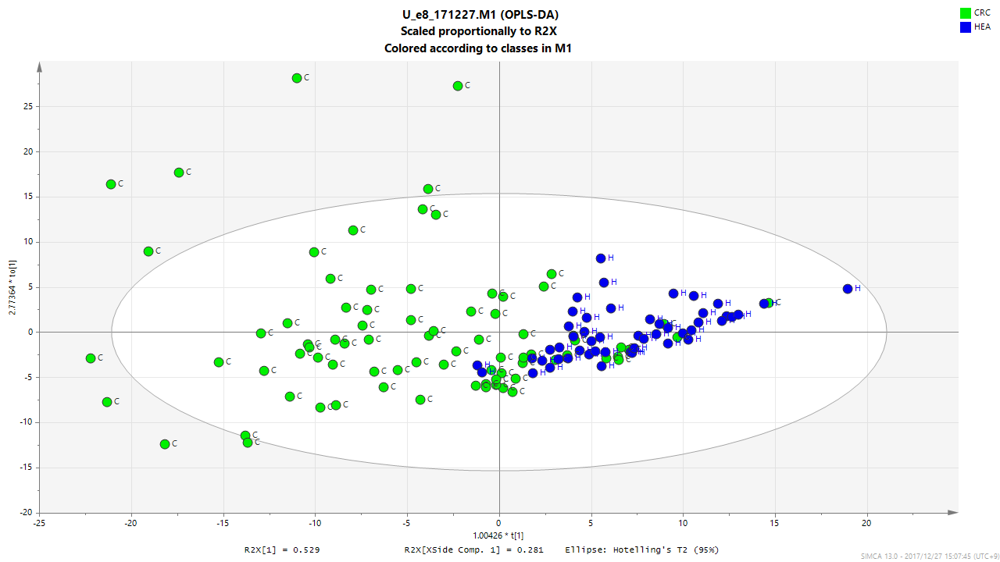 U_e8_171227.M1 (OPLS-DA)
Scaled proportionally to R2X
Colored according to classes in M1
CRC
HEA
2.77364 * to[1]
25
20
15
10
5
0
-5
-10
-15
-20
-25 -20 -15 -10 -5 0 5 10 15 20
1.00426 * t[1]
R2X[1] = 0.529 R2X[XSide Comp. 1] = 0.281 Ellipse: Hotelling's T2 (95%)
SIMCA 13.0 - 2017/12/27 15:07:45 (UTC+9)